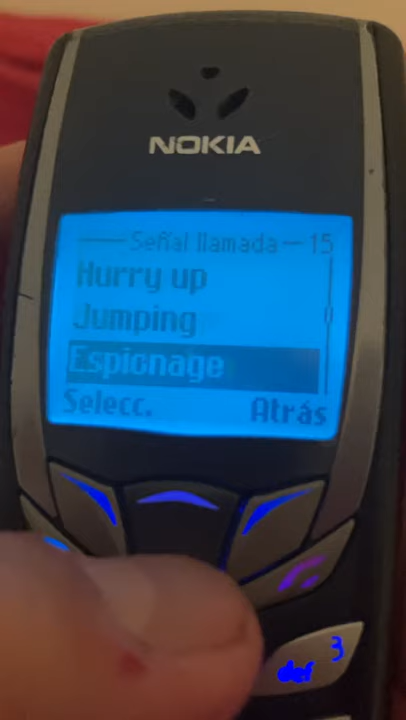 NOKIA
Señal llamada 15
Hurry up
Jumping
Espionage
Selecc. Atrás
def 3